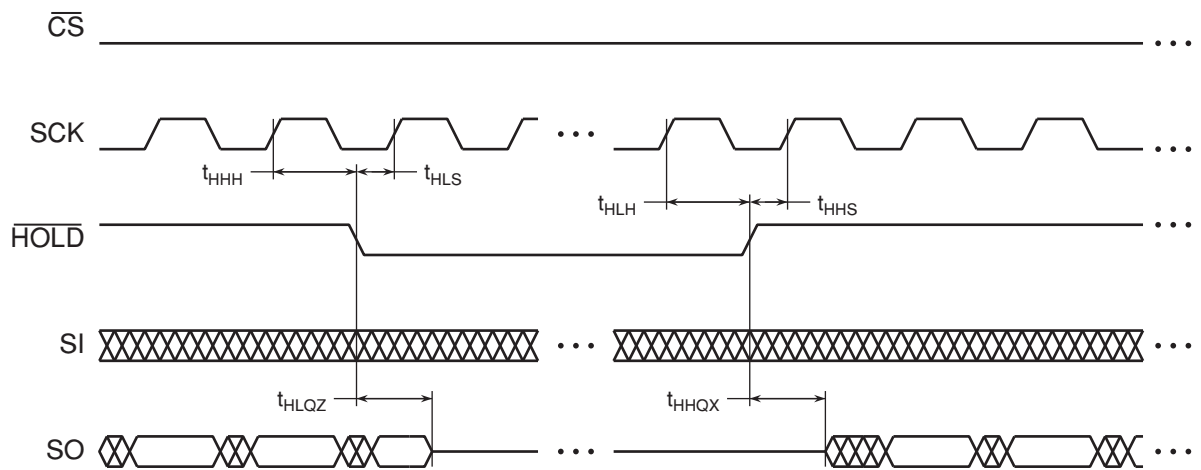 CS
SCK
tHHH
tHLS
tHLH
tHHS
HOLD
SI
tHLQZ
tHHQX
SO